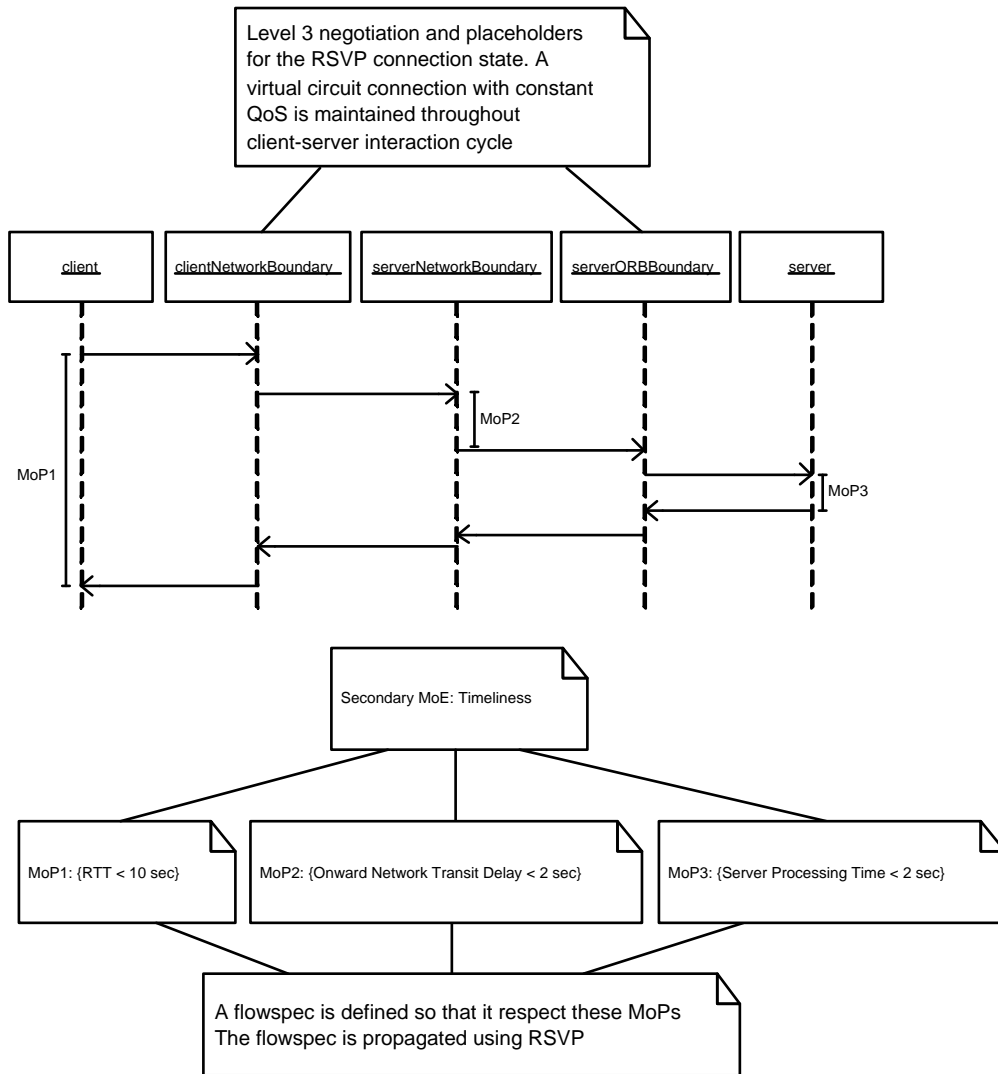 Level 3 negotiation and placeholders
for the RSVP connection state. A
virtual circuit connection with constant
QoS is maintained throughout
client-server interaction cycle
client
clientNetworkBoundary
serverNetworkBoundary
serverORBBoundary
server
MoP2
MoP1
MoP3
Secondary MoE: Timeliness
MoP1: {RTT < 10 sec}
MoP2: {Onward Network Transit Delay < 2 sec}
MoP3: {Server Processing Time < 2 sec}
A flowspec is defined so that it respect these MoPs
The flowspec is propagated using RSVP